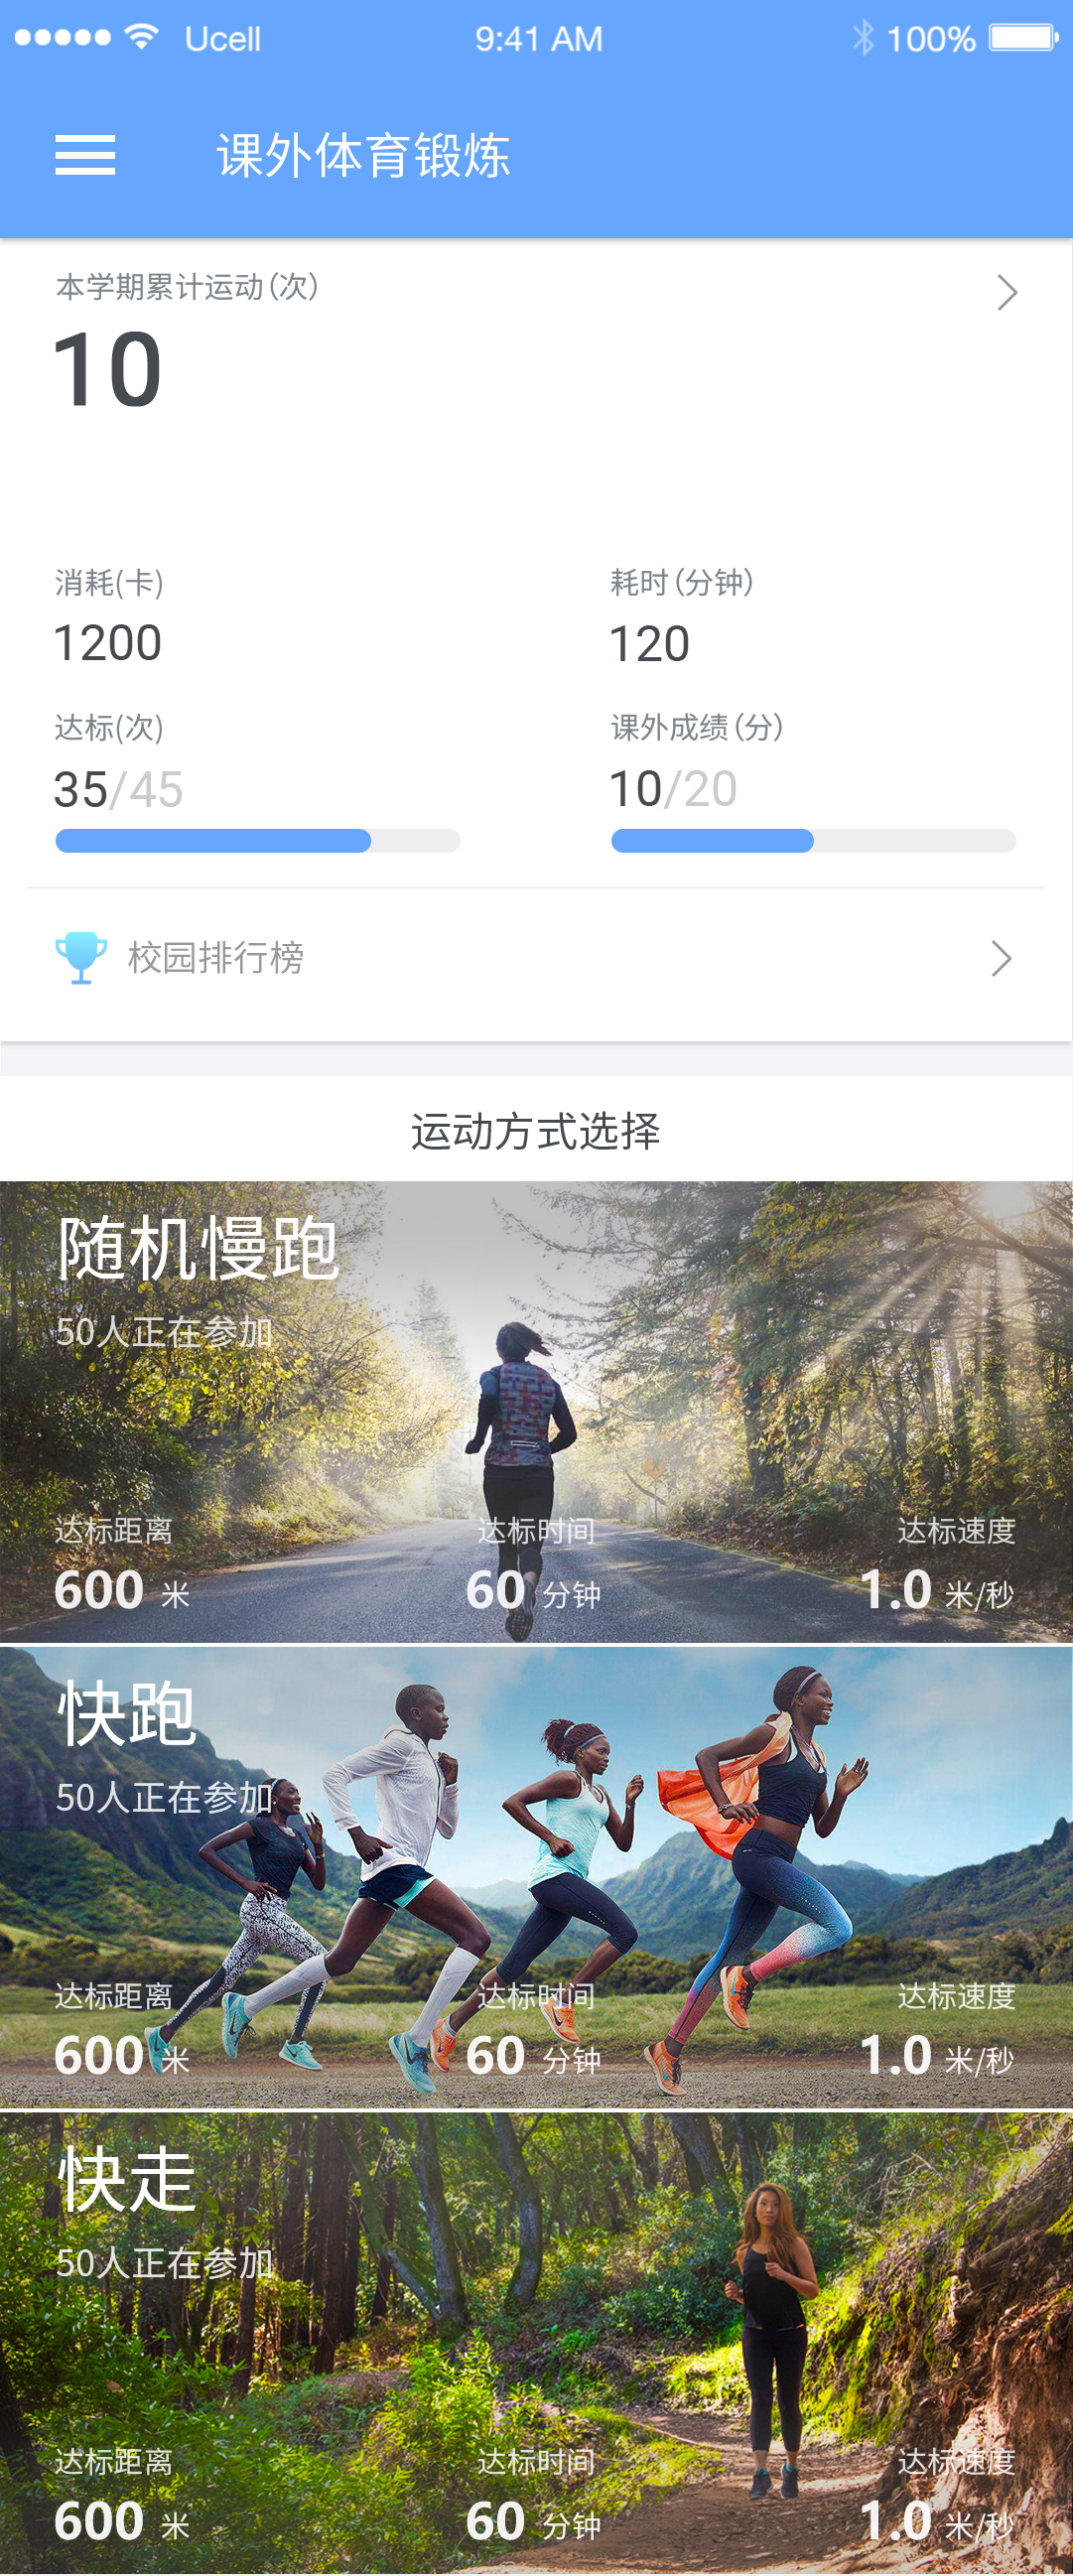 Ucell 9:41 AM 100%
课外体育锻炼
本学期累计运动(次)
10
消耗(卡) 耗时(分钟)
1200 120
达标(次) 课外成绩(分)
35/45 10/20
校园排行榜
运动方式选择
随机慢跑
50人正在参加
达标距离 达标时间 达标速度
600 米 60 分钟 1.0 米/秒
快跑
50人正在参加
达标距离 达标时间 达标速度
600 米 60 分钟 1.0 米/秒
快走
50人正在参加
达标距离 达标时间 达标速度
600 米 60 分钟 1.0 米/秒